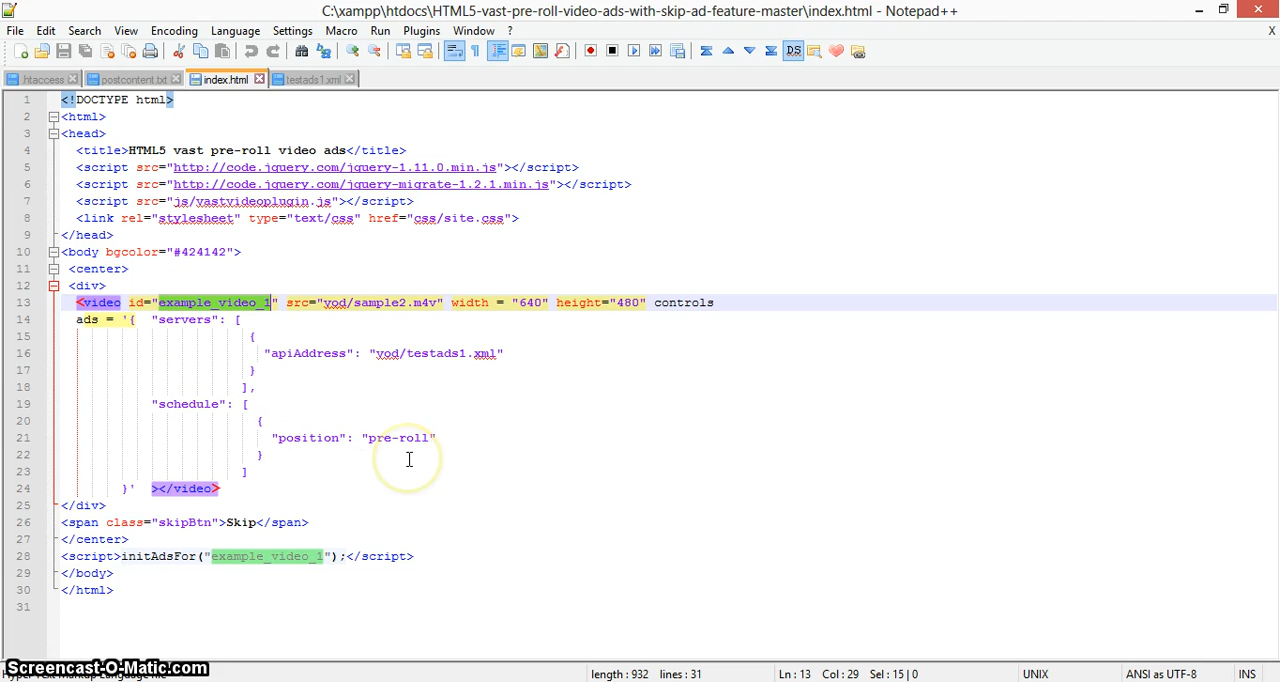 C:\xampp\htdocs\HTML5-vast-pre-roll-video-ads-with-skip-ad-feature-master\index.html - Notepad++
File Edit Search View Encoding Language Settings Macro Run Plugins Window ? X
.htaccess postcontent.txt index.html testads1.xml
1 <!DOCTYPE html>
2 <html>
3 <head>
4 <title>HTML5 vast pre-roll video ads</title>
5 <script src="http://code.jquery.com/jquery-1.11.0.min.js"></script>
6 <script src="http://code.jquery.com/jquery-migrate-1.2.1.min.js"></script>
7 <script src="js/vastvideoplugin.js"></script>
8 <link rel="stylesheet" type="text/css" href="css/site.css">
9 </head>
10 <body bgcolor="#424142">
11 <center>
12 <div>
13 <video id="example_video_1" src="vod/sample2.m4v" width = "640" height="480" controls
14 ads = '{ "servers": [
15 {
16 "apiAddress": "vod/testads1.xml"
17 }
18 ],
19 "schedule": [
20 {
21 "position": "pre-roll"
22 }
23 ]
24 }' ></video>
25 </div>
26 <span class="skipBtn">Skip</span>
27 </center>
28 <script>initAdsFor("example_video_1");</script>
29 </body>
30 </html>
31
Screencast-O-Matic.com
length : 932 lines : 31 Ln : 13 Col : 29 Sel : 15 | 0 UNIX ANSI as UTF-8 INS